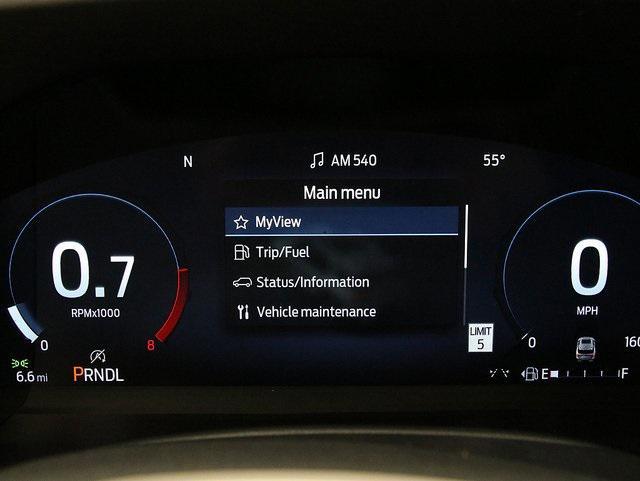 N AM 540 55°
Main menu
MyView
Trip/Fuel
Status/Information
Vehicle maintenance
0.7
RPMx1000
0 8
6.6 mi PRNDL
0
MPH
LIMIT
5
0 160
E F